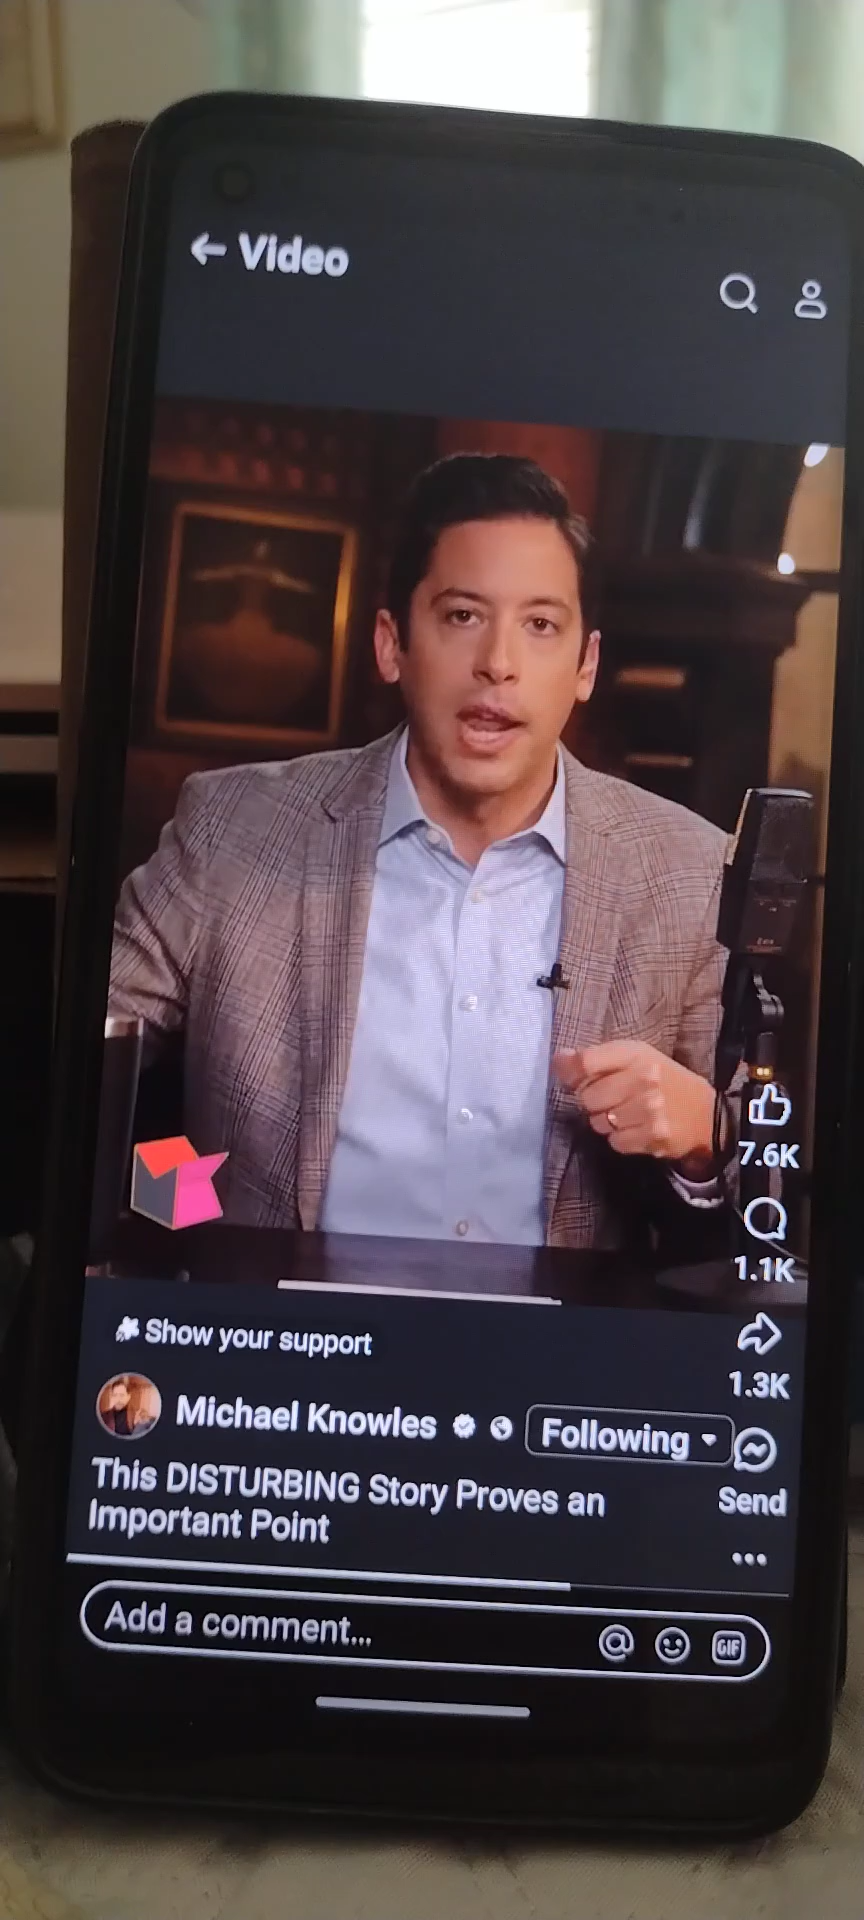 Video
7.6K
1.1K
Show your support
1.3K
Michael Knowles
Following
This DISTURBING Story Proves an
Important Point
Send
Add a comment...
GIF